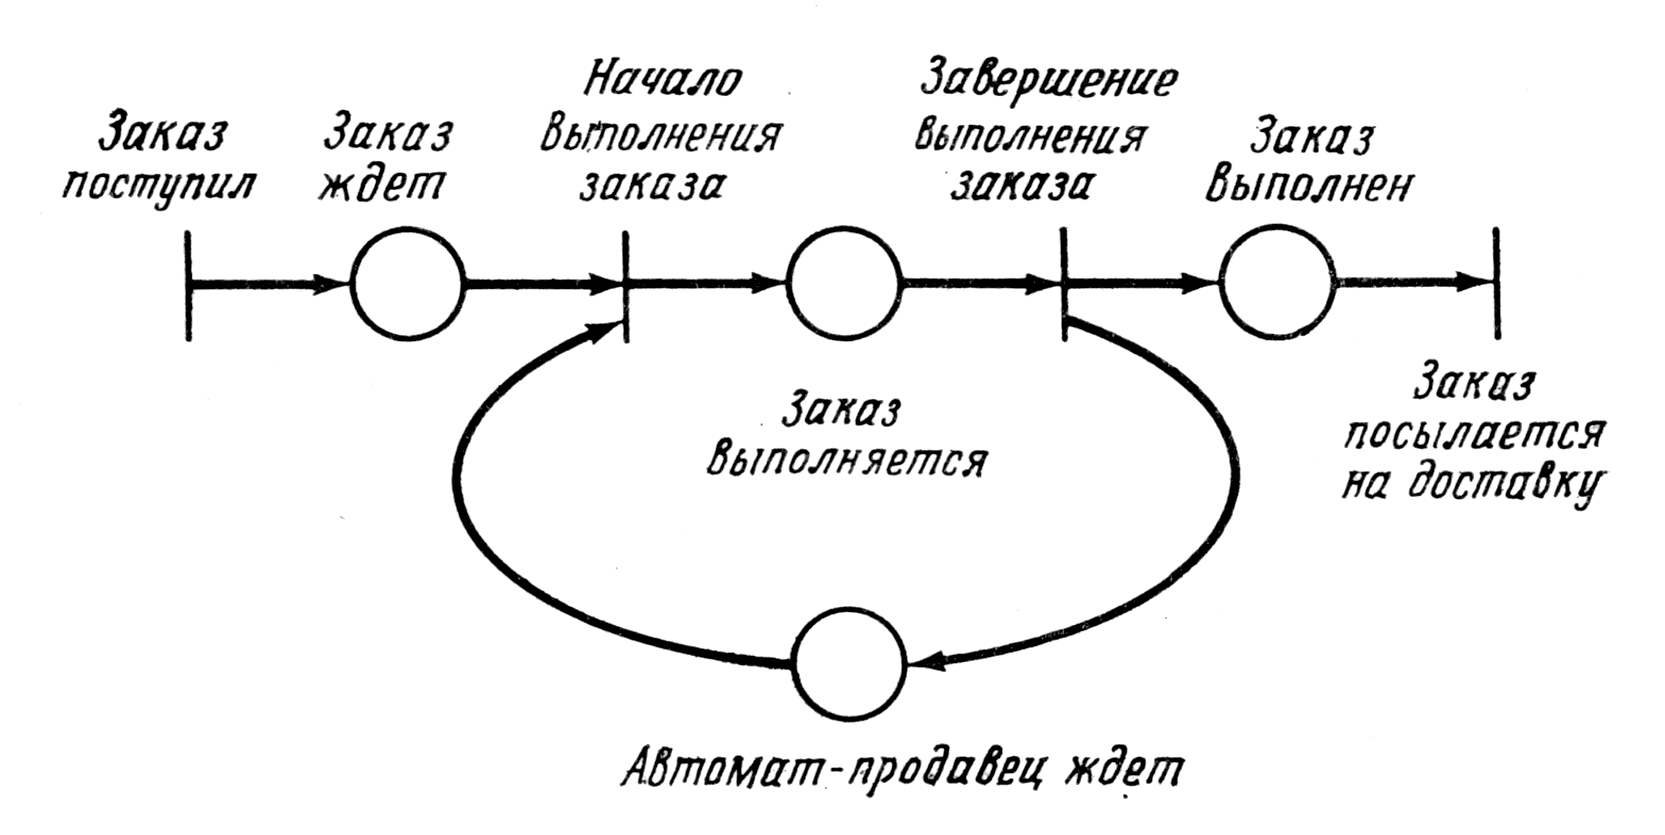 Заказ
поступил
Заказ
ждет
Начало
выполнения
заказа
Завершение
выполнения
заказа
Заказ
выполнен
Заказ
выполняется
Заказ
посылается
на доставку
Автомат-продавец ждет